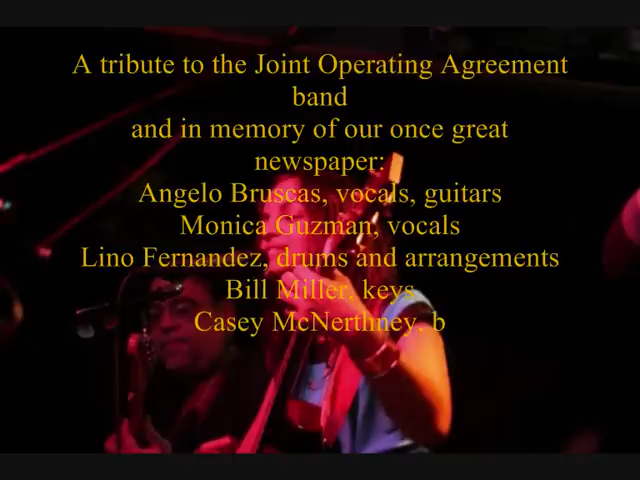 A tribute to the Joint Operating Agreement
band
and in memory of our once great
newspaper:
Angelo Bruscas, vocals, guitars
Monica Guzman, vocals
Lino Fernandez, drums and arrangements
Bill Miller, keys
Casey McNerthney, b